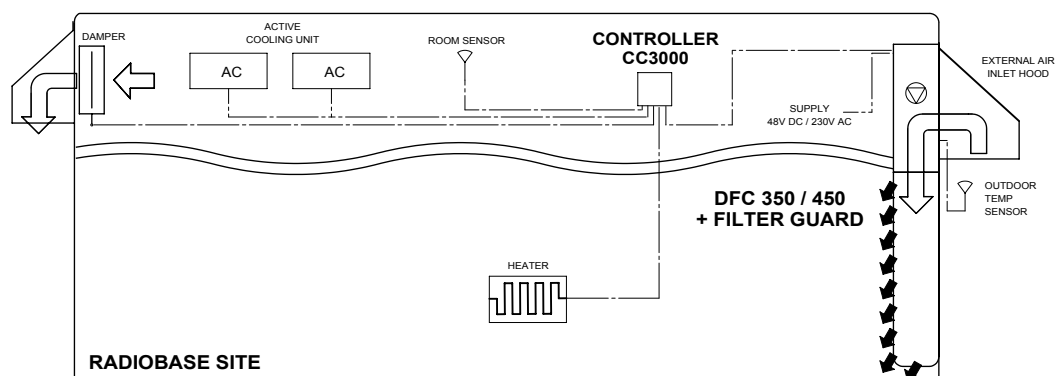 DAMPER
ACTIVE
COOLING UNIT
AC
AC
ROOM SENSOR
CONTROLLER
CC3000
SUPPLY
48V DC / 230V AC
EXTERNAL AIR
INLET HOOD
OUTDOOR
TEMP
SENSOR
DFC 350 / 450
+ FILTER GUARD
HEATER
RADIOBASE SITE